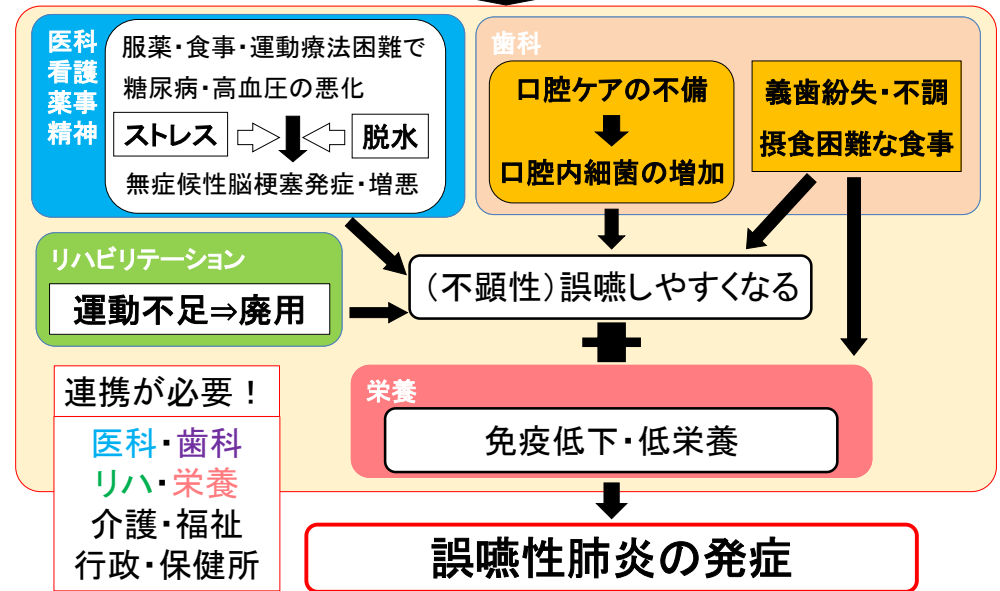 医科
看護
薬事
精神
服薬・食事・運動療法困難で
糖尿病・高血圧の悪化
ストレス
脱水
無症候性脳梗塞発症・増悪
歯科
口腔ケアの不備
口腔内細菌の増加
義歯紛失・不調
摂食困難な食事
リハビリテーション
運動不足⇒廃用
（不顕性）誤嚥しやすくなる
栄養
免疫低下・低栄養
連携が必要！
医科・歯科
リハ・栄養
介護・福祉
行政・保健所
誤嚥性肺炎の発症